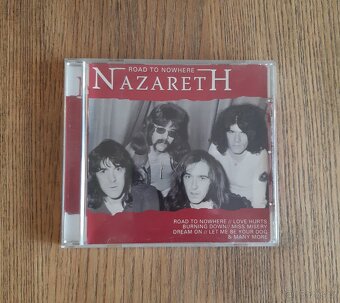 ROAD TO NOWHERE
NAZARETH
ROAD TO NOWHERE // LOVE HURTS
BURNING DOWN // MISS MISERY
DREAM ON // LET ME BE YOUR DOG
& MANY MORE